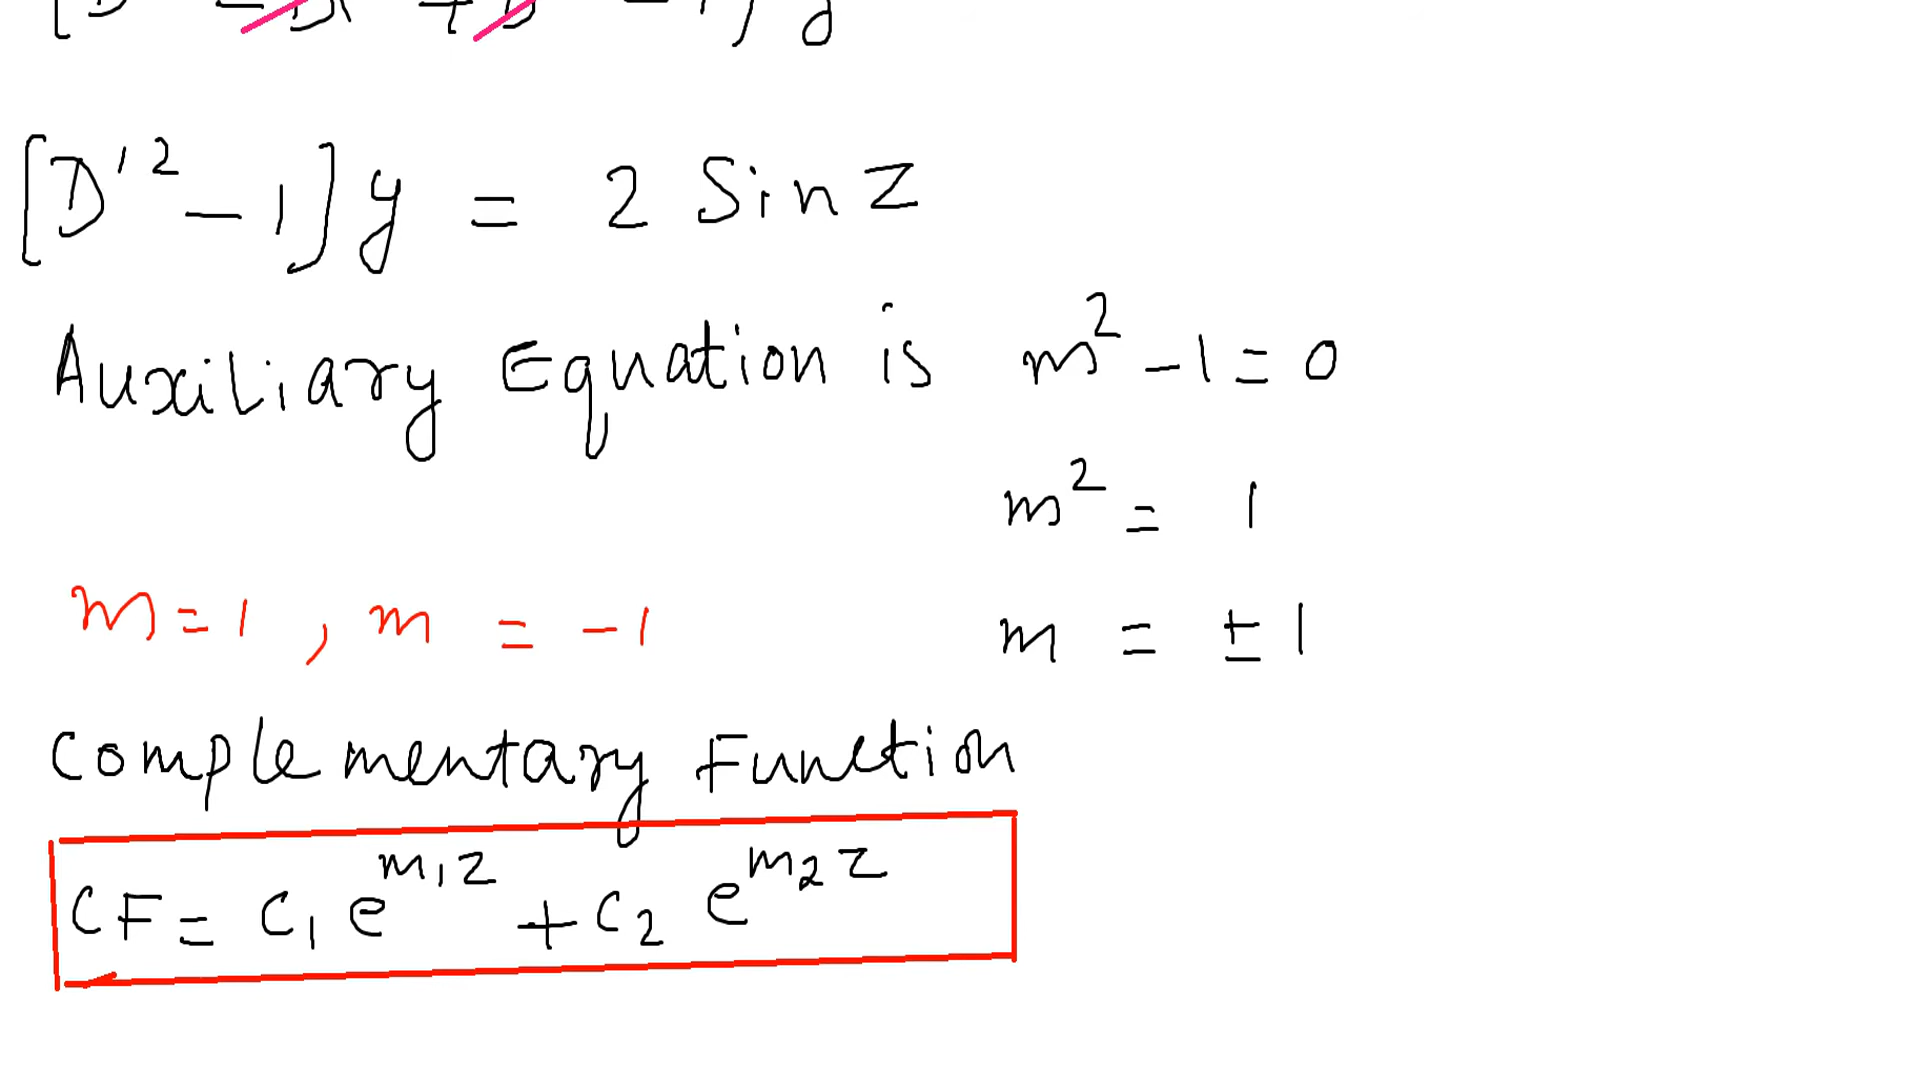 [D'² - 1] y = 2 Sin z
Auxiliary Equation is m² - 1 = 0
m² = 1
m = 1 , m = -1
m = ± 1
Complementary Function
CF = C₁ e^{m₁z} + C₂ e^{m₂z}